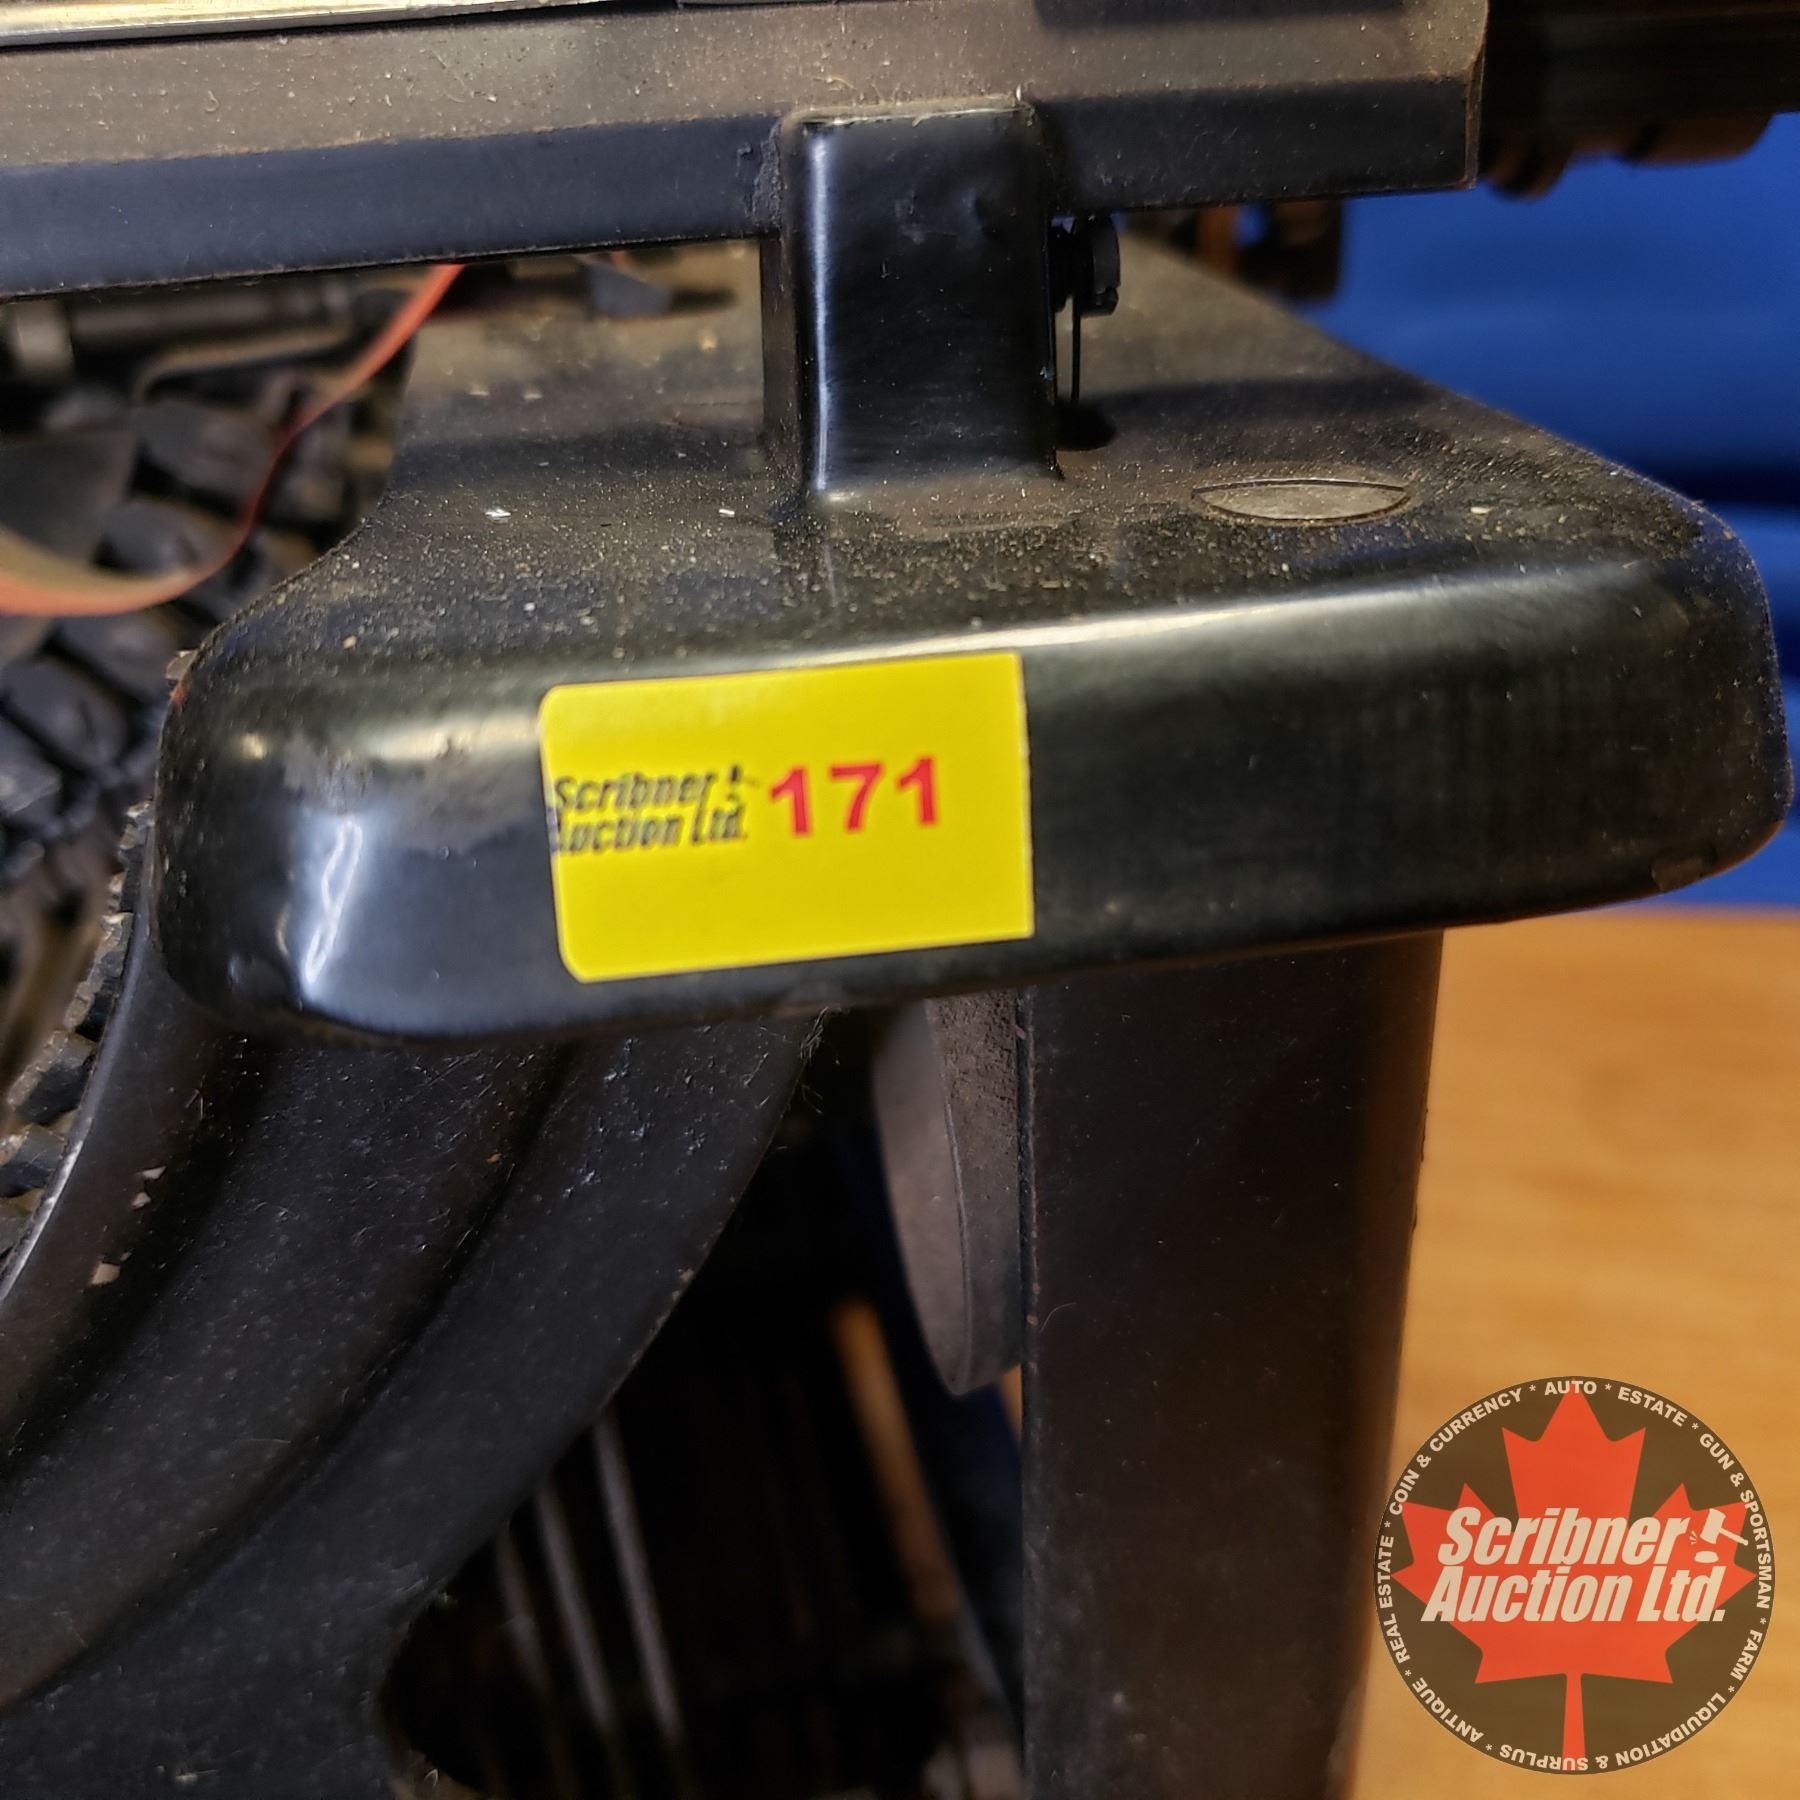 Scribner 171
Auction Ltd.
REAL ESTATE * COIN & CURRENCY * AUTO * ESTATE * GUN & SPORTSMAN * FARM * LIQUIDATION & SURPLUS * ANTIQUE *
Scribner
Auction Ltd.